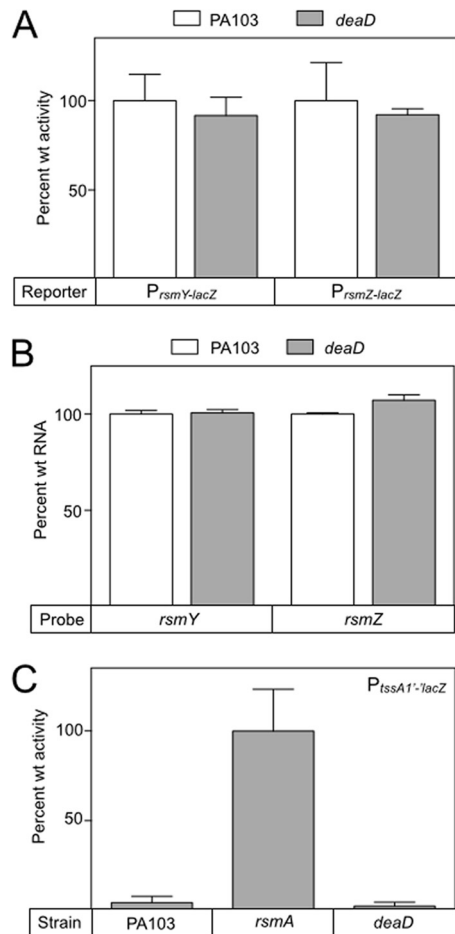 A
PA103 deaD
Percent wt activity
100
50
Reporter PrsmY-lacZ PrsmZ-lacZ
B
PA103 deaD
Percent wt RNA
100
50
Probe rsmY rsmZ
C
PtssA1'-'lacZ
Percent wt activity
100
50
Strain PA103 rsmA deaD